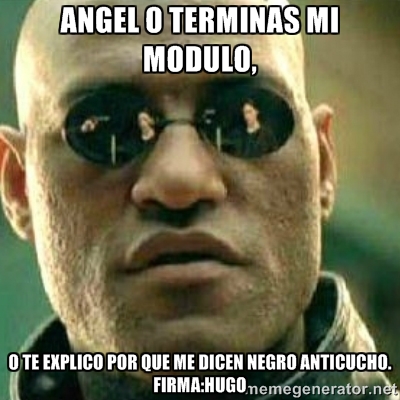 ANGEL O TERMINAS MI
MODULO,
O TE EXPLICO POR QUE ME DICEN NEGRO ANTICUCHO.
FIRMA:HUGO
memegenerator.net